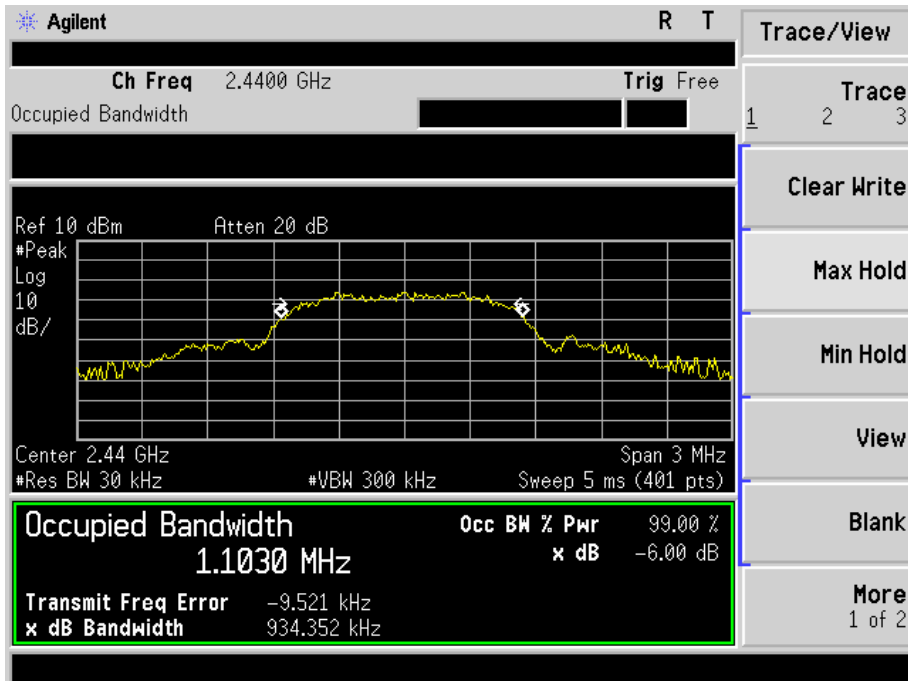 Agilent R T
Trace/View
Ch Freq 2.4400 GHz Trig Free
Occupied Bandwidth
Trace
1 2 3
Clear Write
Max Hold
Min Hold
View
Blank
More
1 of 2
Ref 10 dBm Atten 20 dB
#Peak
Log
10
dB/
Center 2.44 GHz Span 3 MHz
#Res BW 30 kHz #VBW 300 kHz Sweep 5 ms (401 pts)
Occupied Bandwidth
1.1030 MHz
Occ BW % Pwr 99.00 %
x dB -6.00 dB
Transmit Freq Error -9.521 kHz
x dB Bandwidth 934.352 kHz